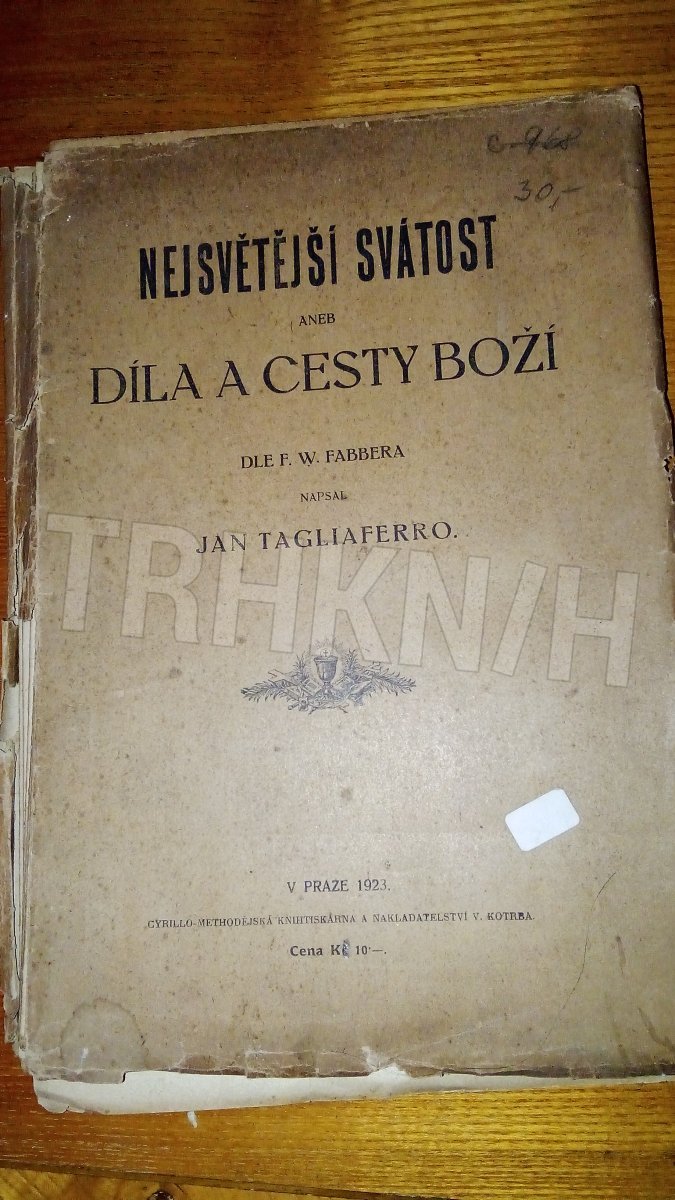 c-968
30,-
NEJSVĚTĚJŠÍ SVÁTOST
ANEB
DÍLA A CESTY BOŽÍ
DLE F. W. FABBERA
NAPSAL
JAN TAGLIAFERRO.
TRHKNIH
V PRAZE 1923.
CYRILLO-METHODĚJSKÁ KNIHTISKÁRNA A NAKLADATELSTVÍ V. KOTRBA.
Cena Kč 10·—.